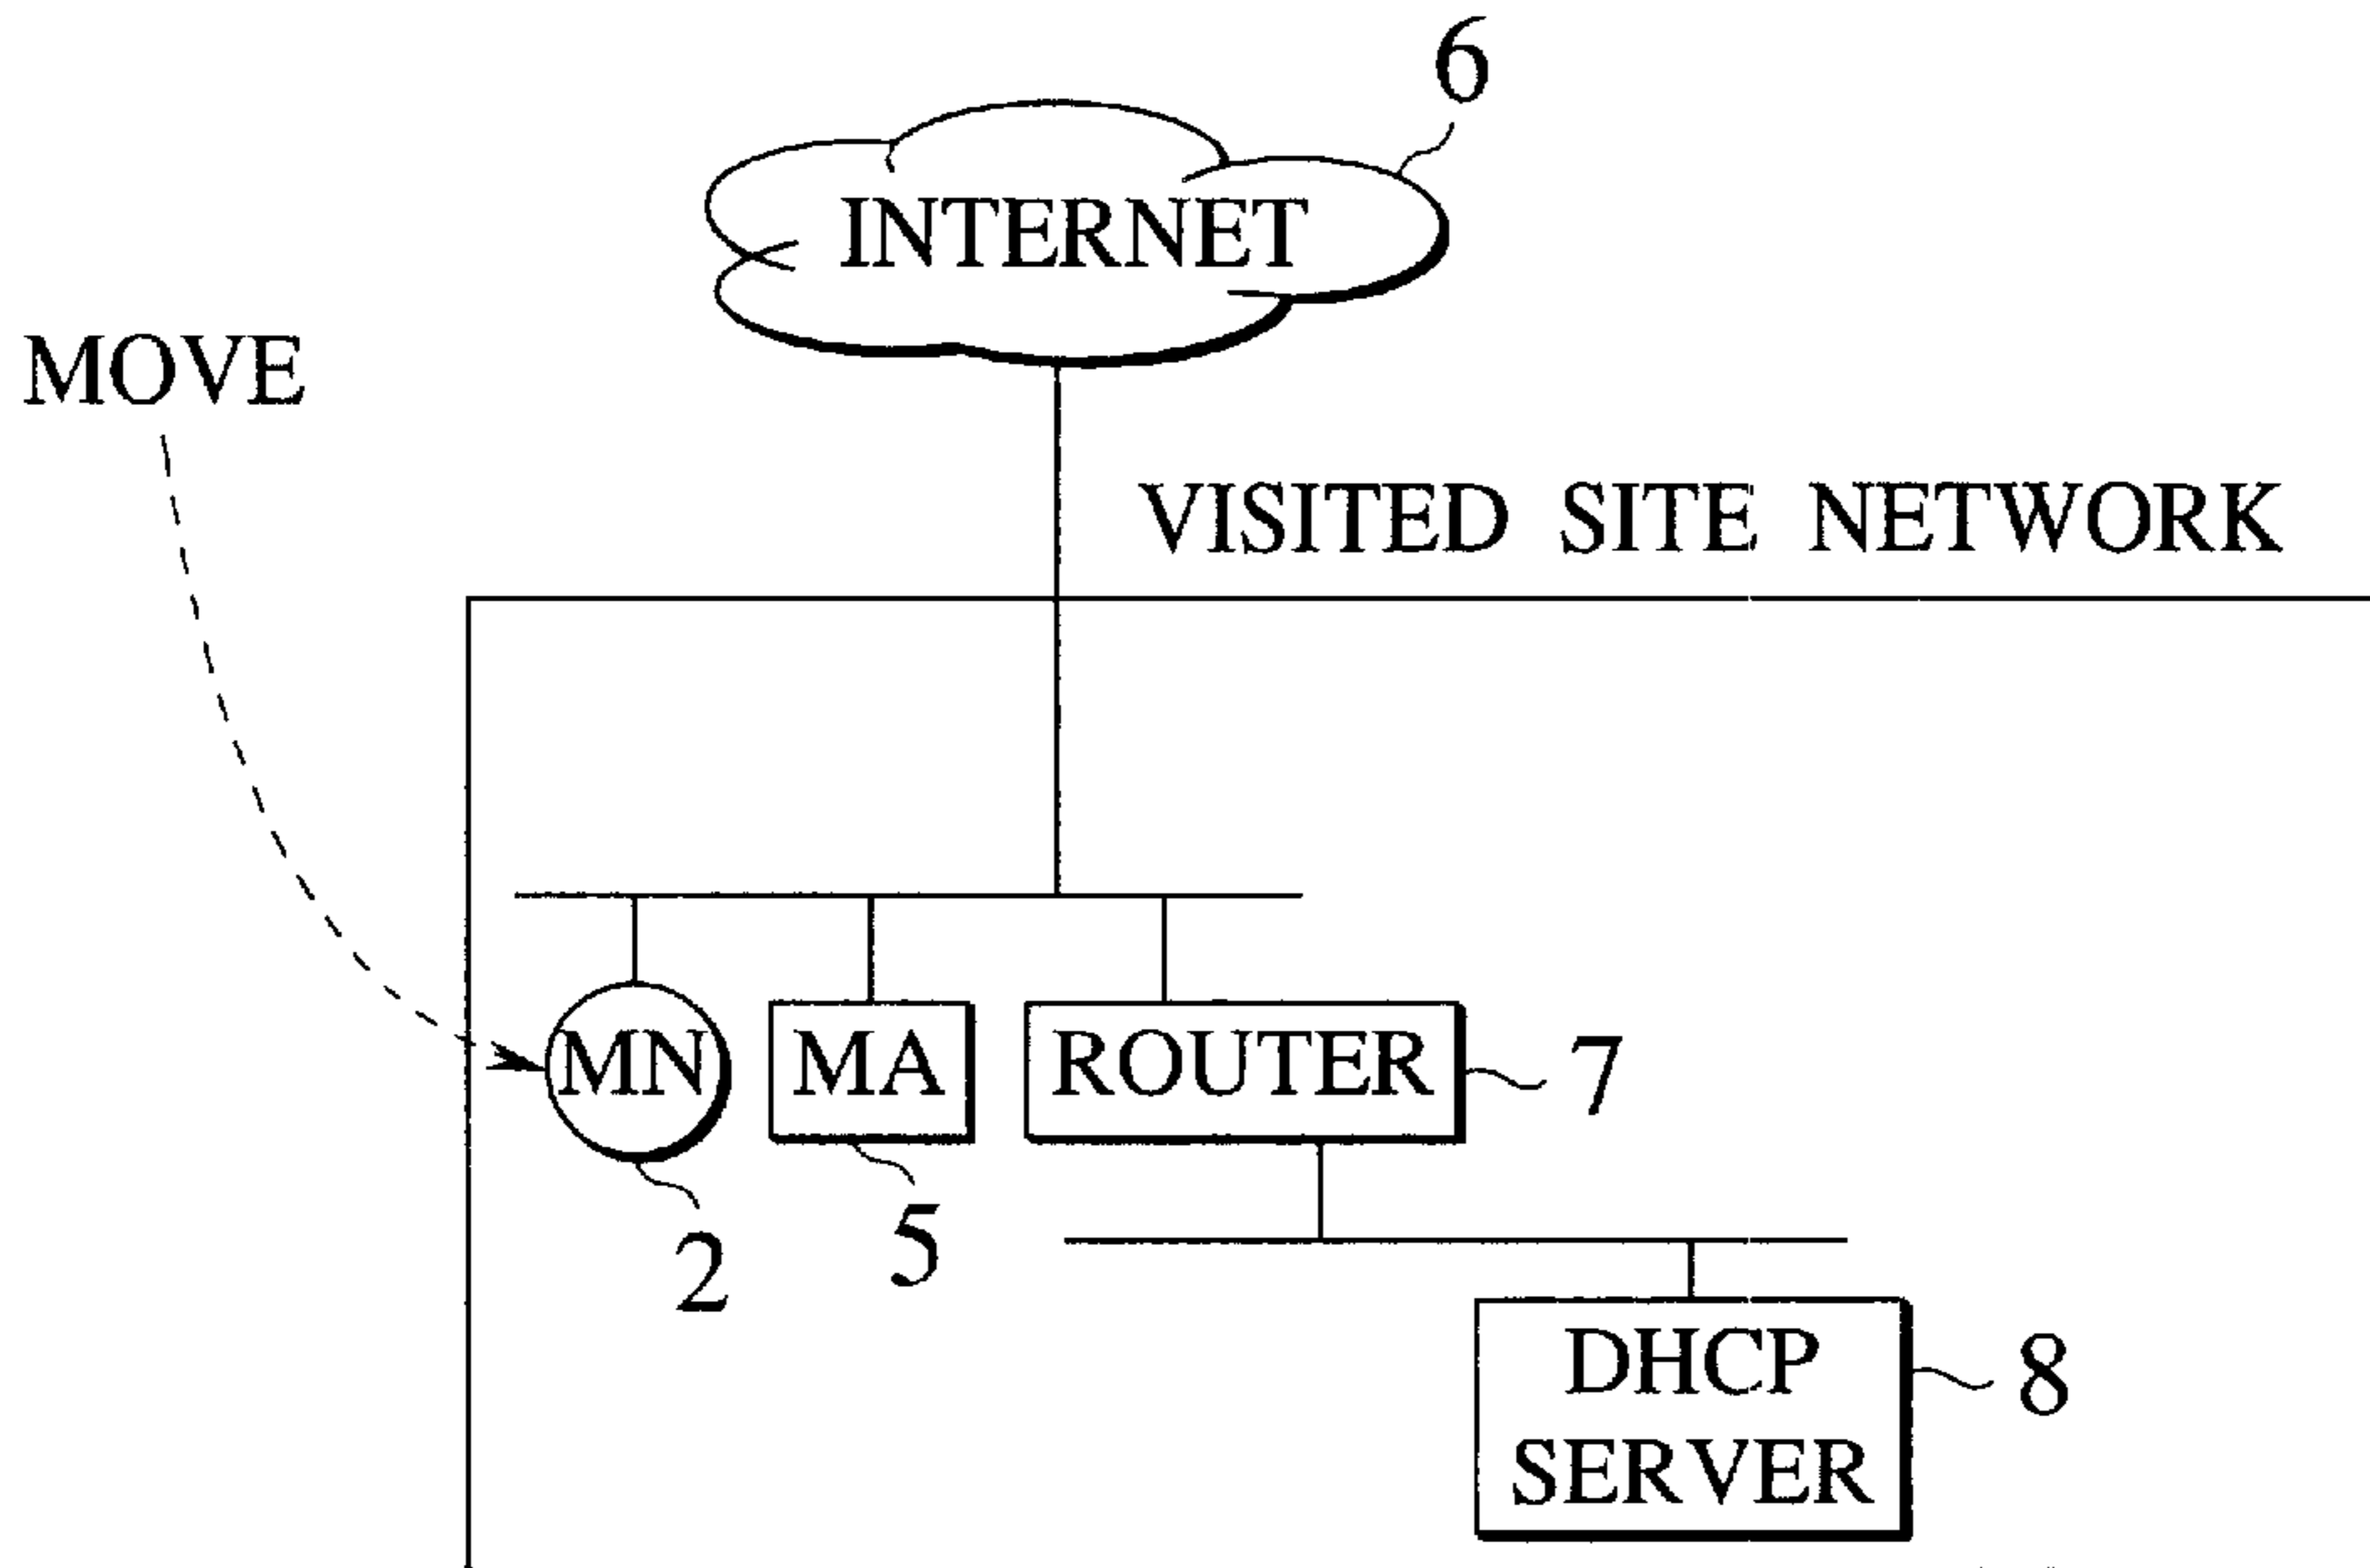 6
INTERNET
MOVE
VISITED SITE NETWORK
MN
MA
ROUTER
7
2
5
DHCP
SERVER
8